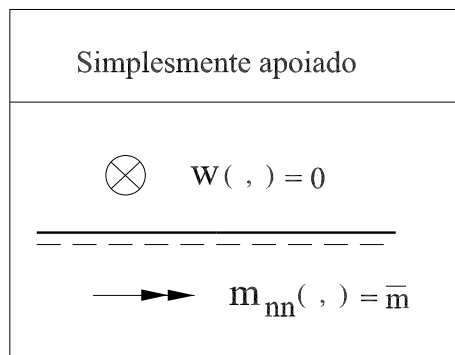 Simplesmente apoiado
w( , ) = 0
m_nn( , ) = m̅